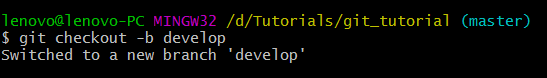 lenovo@lenovo-PC MINGW32 /d/Tutorials/git_tutorial (master)
$ git checkout -b develop
Switched to a new branch 'develop'